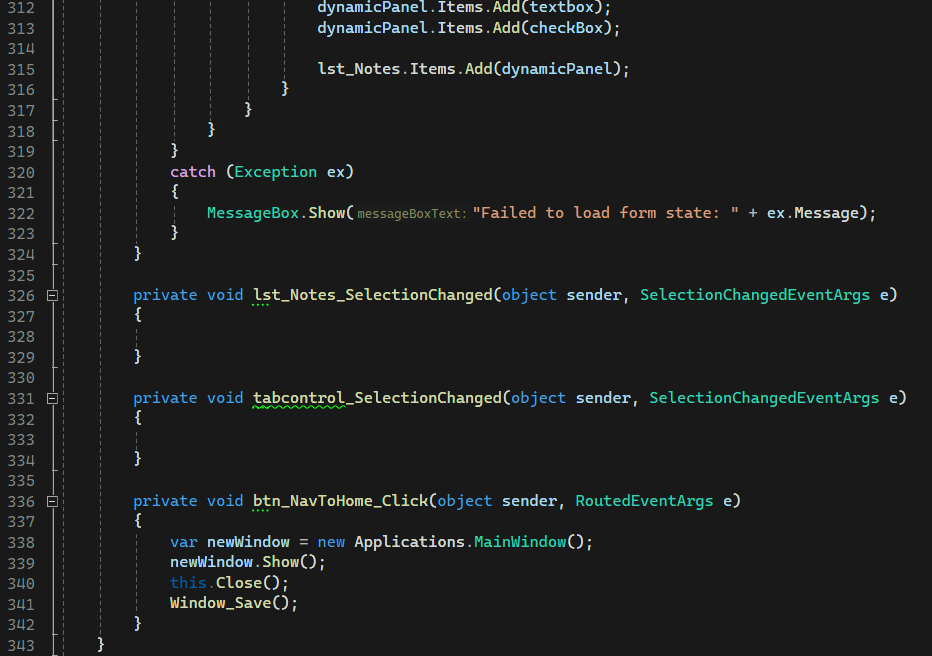 312 dynamicPanel.Items.Add(textbox);
313 dynamicPanel.Items.Add(checkBox);
314
315 lst_Notes.Items.Add(dynamicPanel);
316 }
317 }
318 }
319 }
320 catch (Exception ex)
321 {
322 MessageBox.Show(messageBoxText: "Failed to load form state: " + ex.Message);
323 }
324 }
325
326 private void lst_Notes_SelectionChanged(object sender, SelectionChangedEventArgs e)
327 {
328
329 }
330
331 private void tabcontrol_SelectionChanged(object sender, SelectionChangedEventArgs e)
332 {
333
334 }
335
336 private void btn_NavToHome_Click(object sender, RoutedEventArgs e)
337 {
338 var newWindow = new Applications.MainWindow();
339 newWindow.Show();
340 this.Close();
341 Window_Save();
342 }
343 }